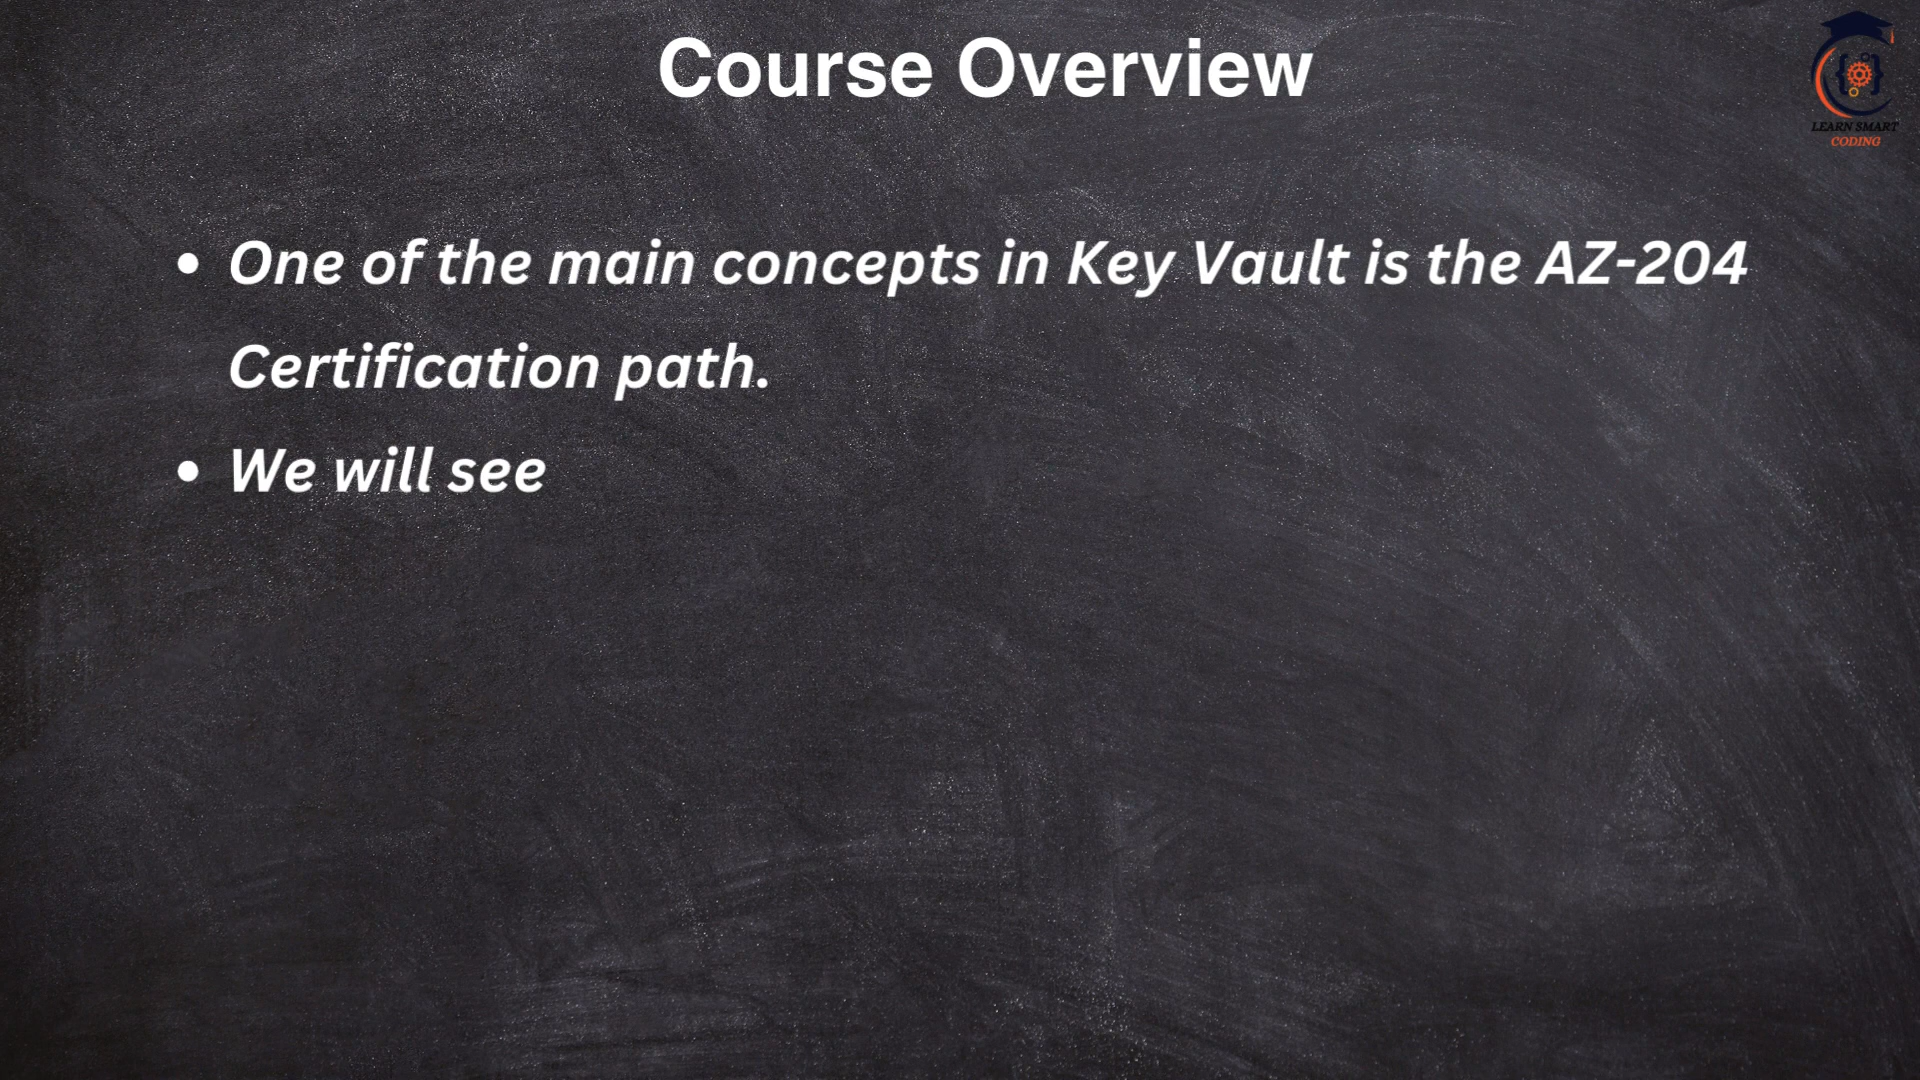 Course Overview
LEARN SMART
CODING
• One of the main concepts in Key Vault is the AZ-204
Certification path.
• We will see